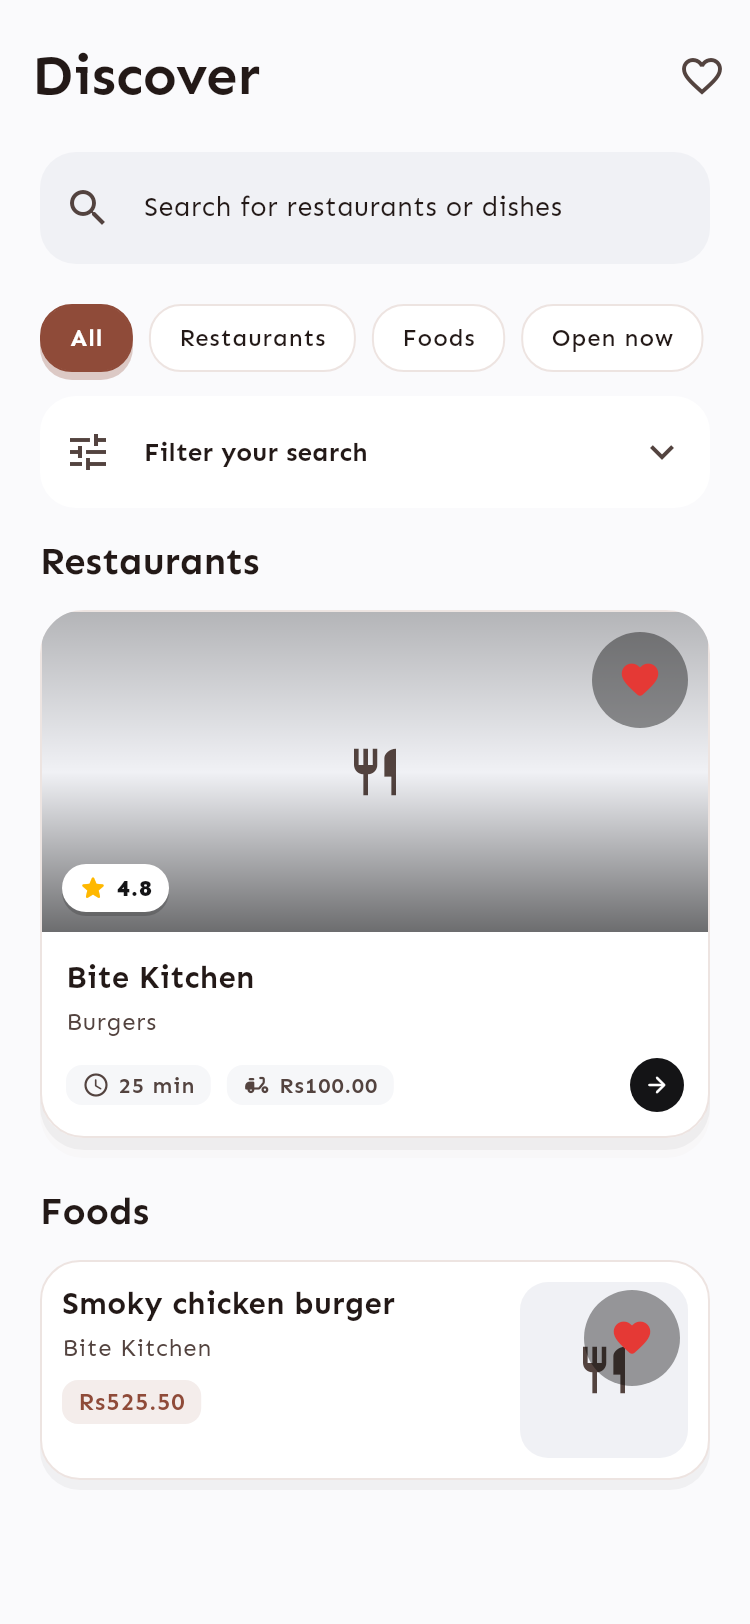 Discover
Search for restaurants or dishes
All
Restaurants
Foods
Open now
Filter your search
Restaurants
4.8
Bite Kitchen
Burgers
25 min
Rs100.00
Foods
Smoky chicken burger
Bite Kitchen
Rs525.50